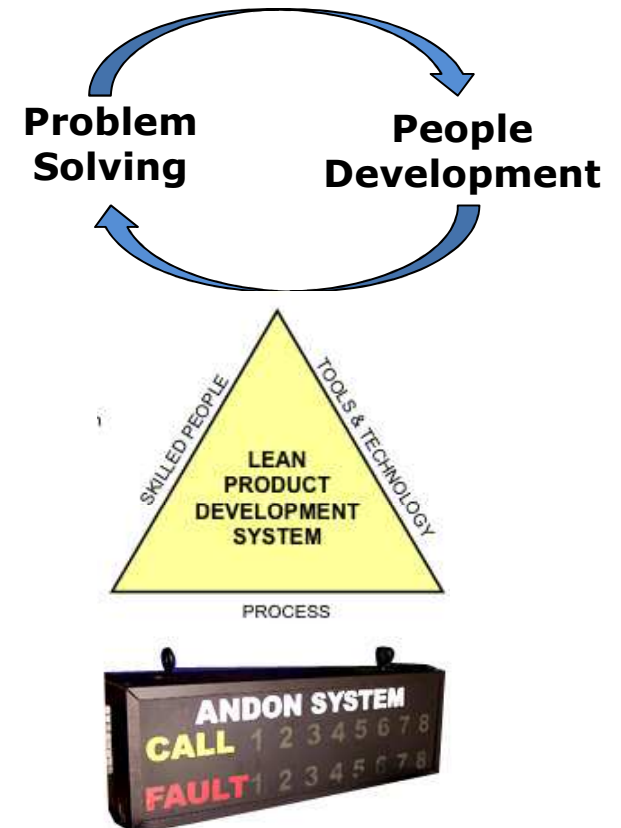 Problem
Solving
People
Development
SKILLED PEOPLE
TOOLS & TECHNOLOGY
LEAN
PRODUCT
DEVELOPMENT
SYSTEM
PROCESS
ANDON SYSTEM
CALL 1 2 3 4 5 6 7 8
FAULT 1 2 3 4 5 6 7 8